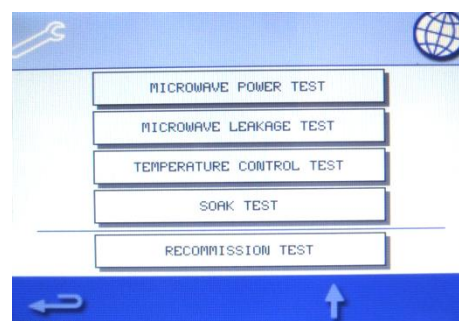 MICROWAVE POWER TEST
MICROWAVE LEAKAGE TEST
TEMPERATURE CONTROL TEST
SOAK TEST
RECOMMISSION TEST